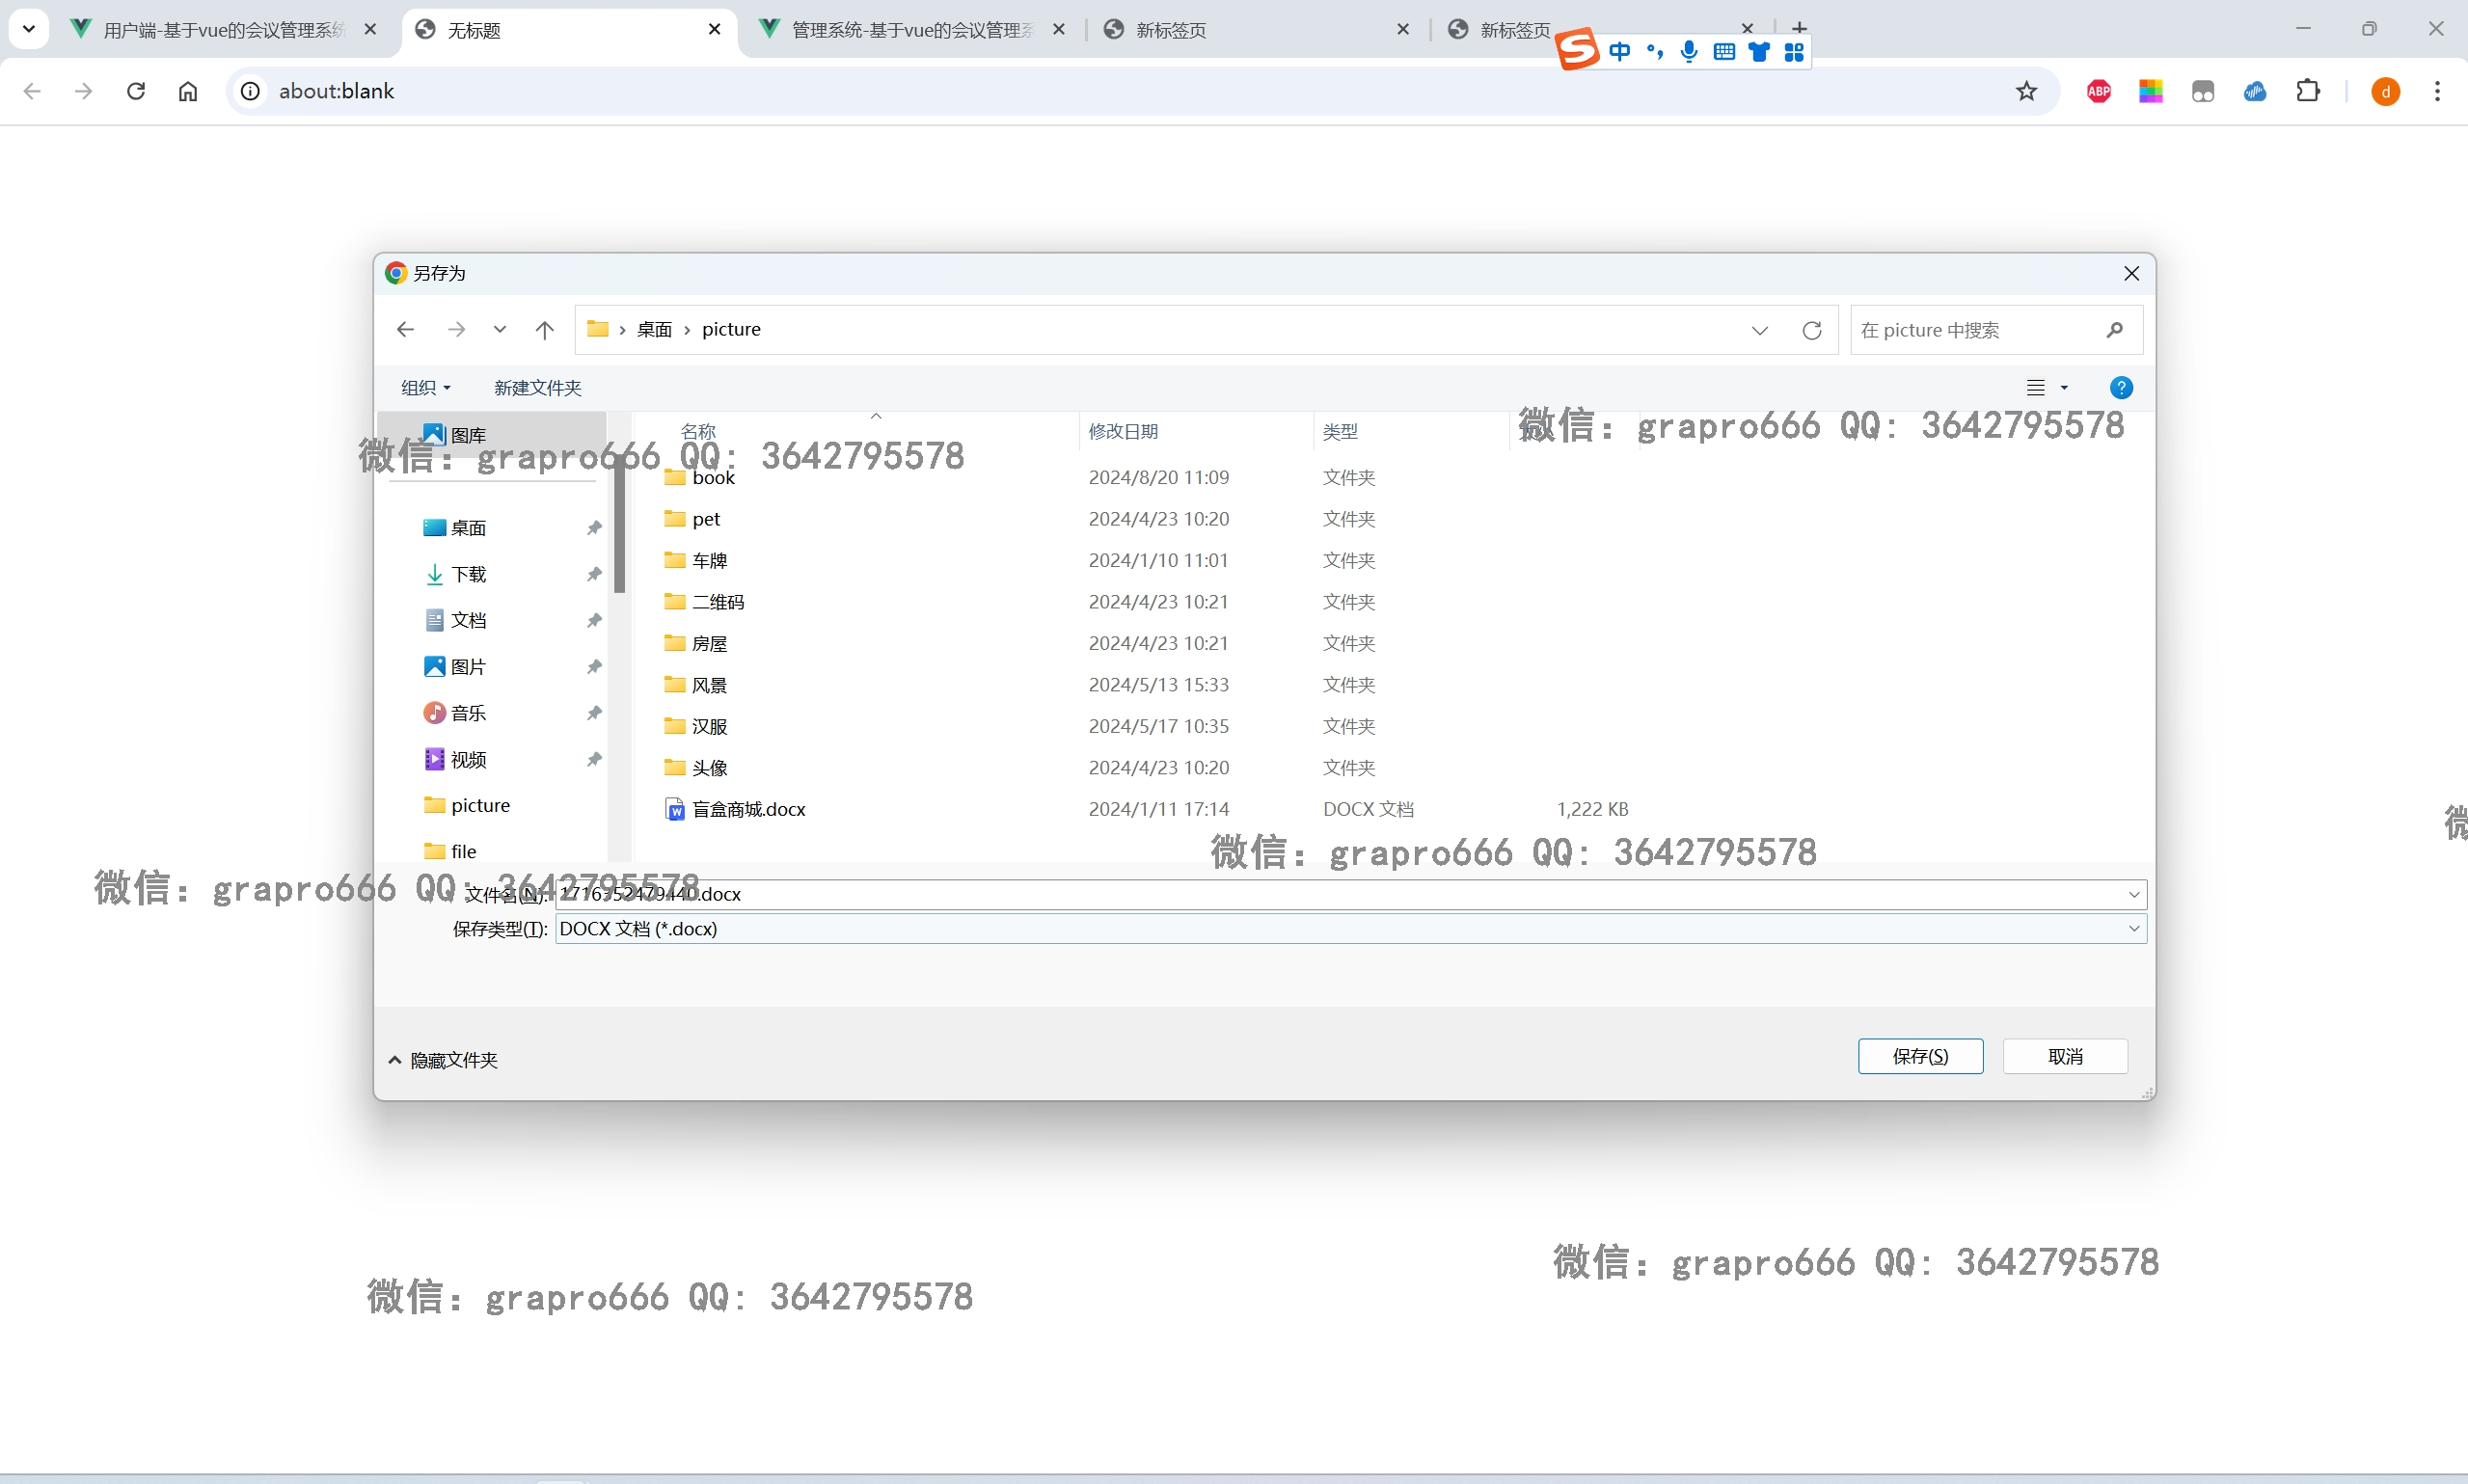 用户端-基于vue的会议管理系统
无标题
管理系统-基于vue的会议管理系
新标签页
新标签页
中
about:blank
ABP
d
另存为
桌面 › picture
在 picture 中搜索
组织
新建文件夹
图库
名称 修改日期 类型
微信: grapro666 QQ: 3642795578
微信: grapro666 QQ: 3642795578
book 2024/8/20 11:09 文件夹
pet 2024/4/23 10:20 文件夹
车牌 2024/1/10 11:01 文件夹
二维码 2024/4/23 10:21 文件夹
房屋 2024/4/23 10:21 文件夹
风景 2024/5/13 15:33 文件夹
汉服 2024/5/17 10:35 文件夹
头像 2024/4/23 10:20 文件夹
盲盒商城.docx 2024/1/11 17:14 DOCX 文档 1,222 KB
桌面
下载
文档
图片
音乐
视频
picture
file
微
微信: grapro666 QQ: 3642795578
微信: grapro666 QQ: 3642795578
文件名(N): 1716352479440.docx
保存类型(T): DOCX 文档 (*.docx)
隐藏文件夹
保存(S)
取消
微信: grapro666 QQ: 3642795578
微信: grapro666 QQ: 3642795578